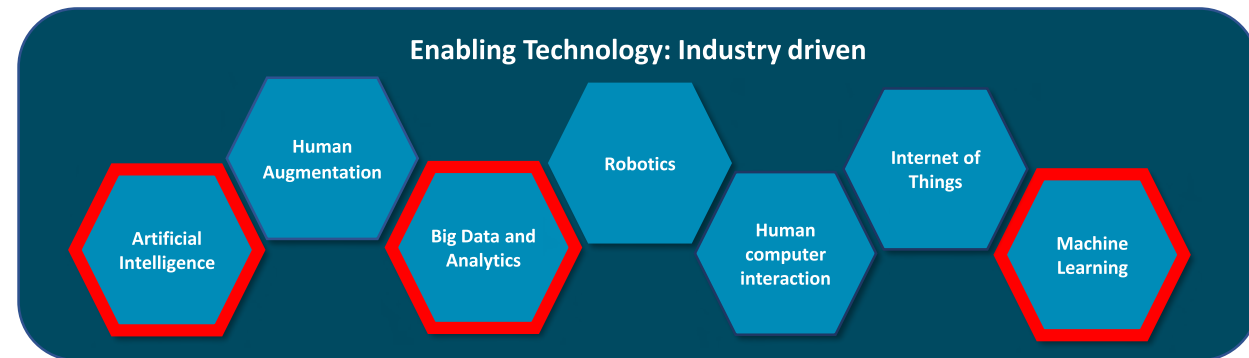 Enabling Technology: Industry driven
Artificial
Intelligence
Human
Augmentation
Big Data and
Analytics
Robotics
Human
computer
interaction
Internet of
Things
Machine
Learning